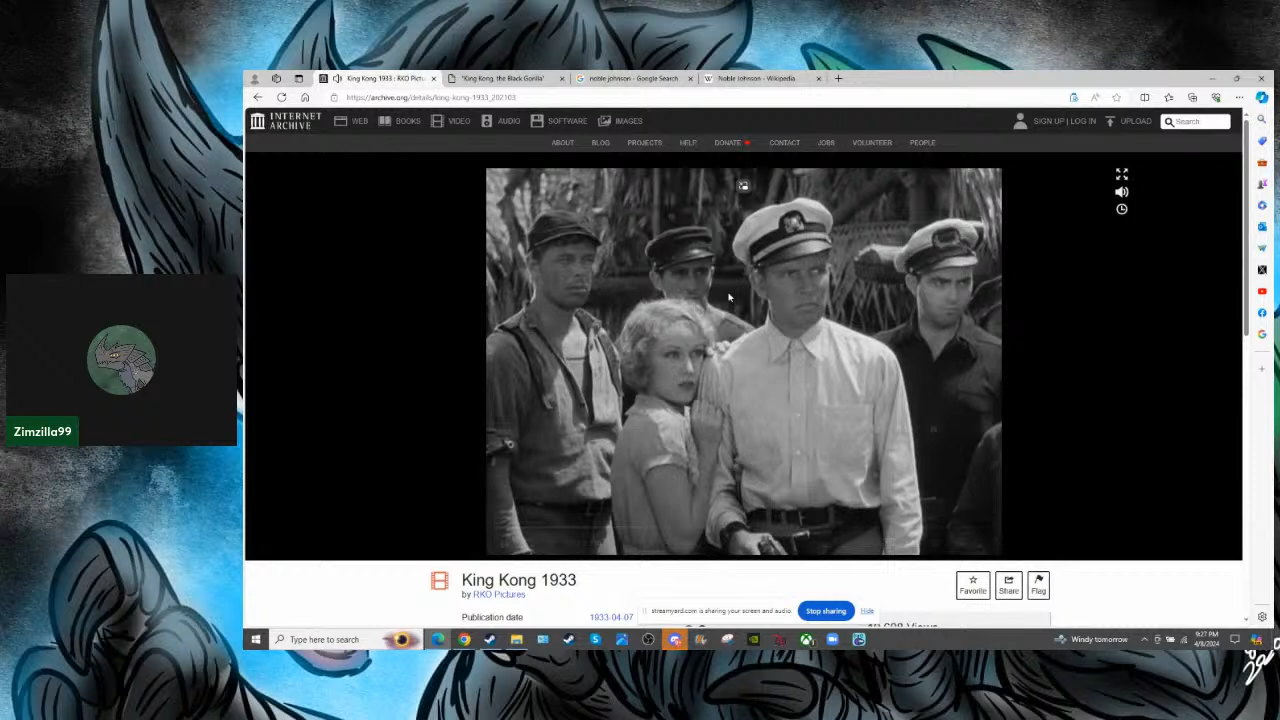 King Kong 1933 : RKO Pictu
"King Kong, the Black Gorilla"
noble johnson - Google Search
Noble Johnson - Wikipedia
https://archive.org/details/king-kong-1933_202103
INTERNET ARCHIVE
WEB
BOOKS
VIDEO
AUDIO
SOFTWARE
IMAGES
SIGN UP | LOG IN
UPLOAD
Search
ABOUT
BLOG
PROJECTS
HELP
DONATE
CONTACT
JOBS
VOLUNTEER
PEOPLE
Zimzilla99
King Kong 1933
by RKO Pictures
Favorite
Share
Flag
Publication date
1933-04-07
streamyard.com is sharing your screen and audio.
Stop sharing
Hide
Type here to search
Windy tomorrow
9:27 PM
4/8/2024